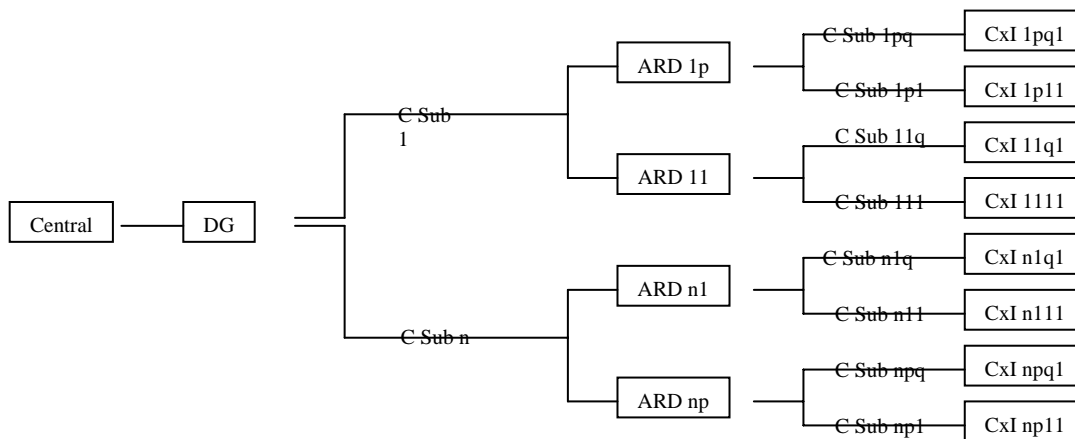 C Sub 1pq
CxI 1pq1
ARD 1p
C Sub 1p1
CxI 1p11
C Sub
1
C Sub 11q
CxI 11q1
ARD 11
C Sub 111
CxI 1111
Central
DG
C Sub n1q
CxI n1q1
ARD n1
C Sub n11
CxI n111
C Sub n
C Sub npq
CxI npq1
ARD np
C Sub np1
CxI np11